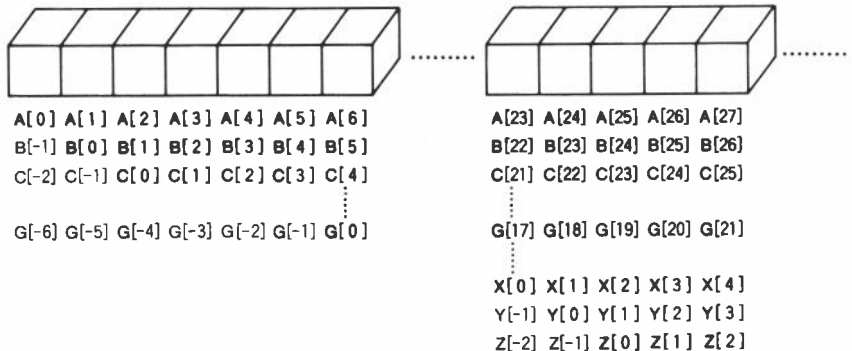 A[0] A[1] A[2] A[3] A[4] A[5] A[6] A[23] A[24] A[25] A[26] A[27]
B[-1] B[0] B[1] B[2] B[3] B[4] B[5] B[22] B[23] B[24] B[25] B[26]
C[-2] C[-1] C[0] C[1] C[2] C[3] C[4] C[21] C[22] C[23] C[24] C[25]
G[-6] G[-5] G[-4] G[-3] G[-2] G[-1] G[0] G[17] G[18] G[19] G[20] G[21]
X[0] X[1] X[2] X[3] X[4]
Y[-1] Y[0] Y[1] Y[2] Y[3]
Z[-2] Z[-1] Z[0] Z[1] Z[2]